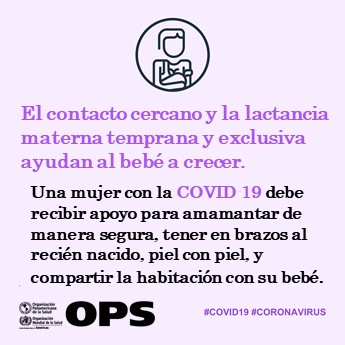 El contacto cercano y la lactancia
materna temprana y exclusiva
ayudan al bebé a crecer.
Una mujer con la COVID 19 debe
recibir apoyo para amamantar de
manera segura, tener en brazos al
recién nacido, piel con piel, y
compartir la habitación con su bebé.
Organización
Panamericana
de la Salud
Organización
Mundial de la Salud
Américas
OPS
#COVID19 #CORONAVIRUS